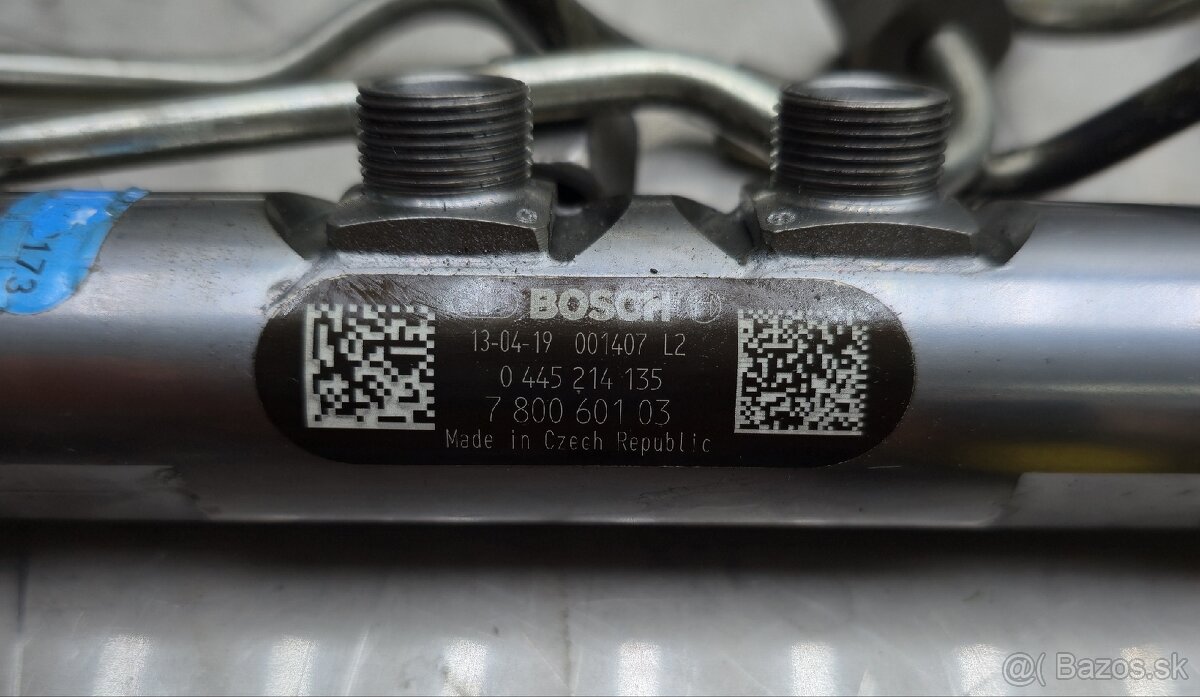 173
BOSCH
13-04-19 001407 L2
0 445 214 135
7 800 601 03
Made in Czech Republic
@( Bazos.sk